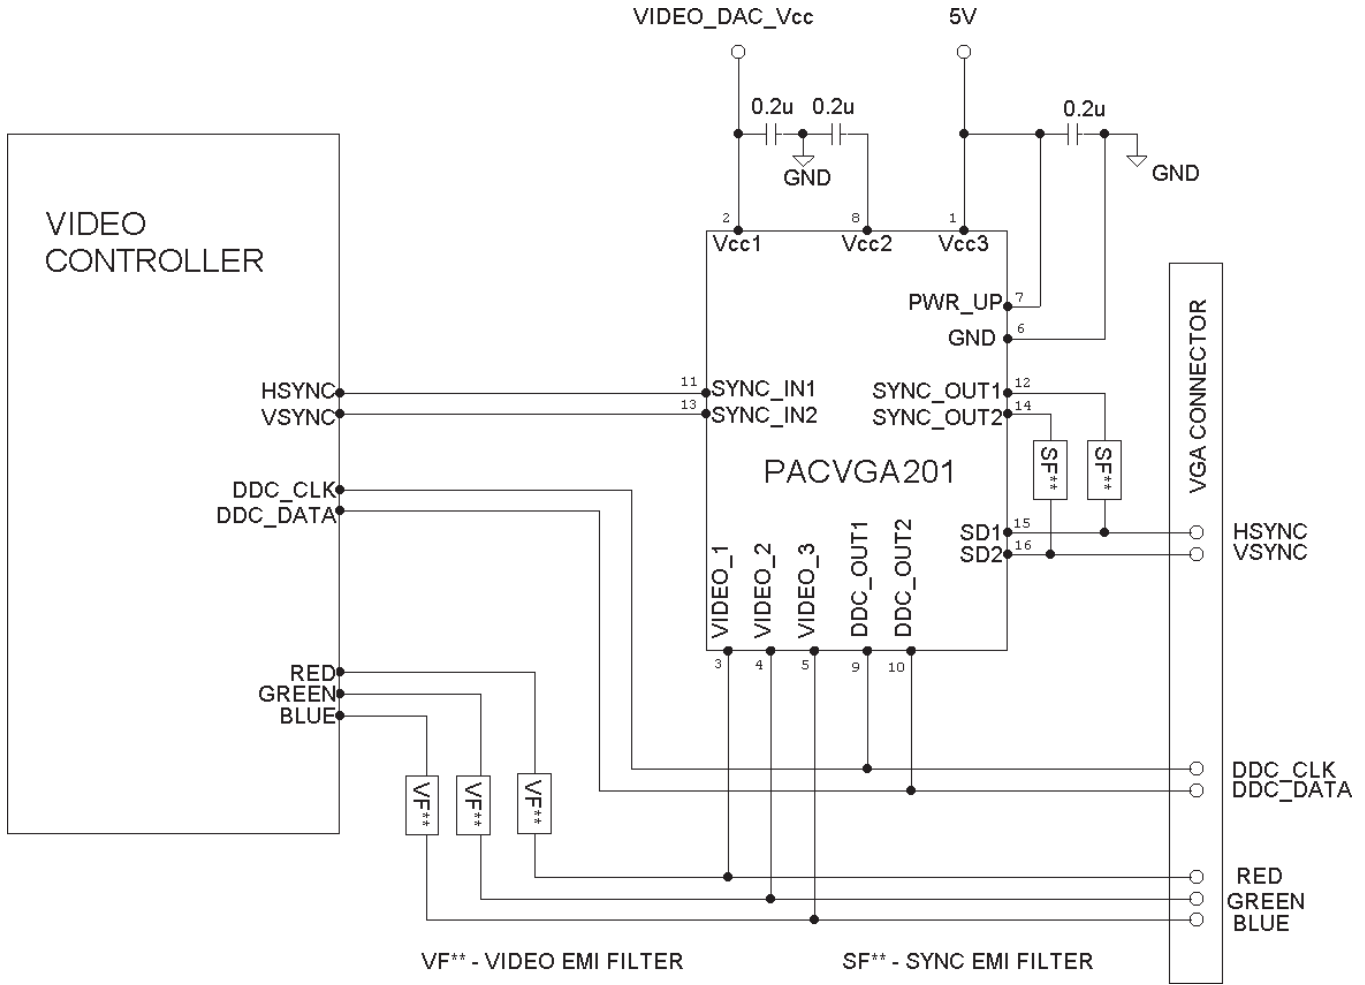 VIDEO_DAC_Vcc
5V
0.2u
0.2u
0.2u
GND
GND
VIDEO
CONTROLLER
2
8
1
Vcc1
Vcc2
Vcc3
PWR_UP
7
GND
6
HSYNC
VSYNC
11
SYNC_IN1
13
SYNC_IN2
SYNC_OUT1
12
SYNC_OUT2
14
VGA CONNECTOR
DDC_CLK
DDC_DATA
PACVGA201
SF**
SF**
SD1
15
SD2
16
HSYNC
VSYNC
VIDEO_1
VIDEO_2
VIDEO_3
DDC_OUT1
DDC_OUT2
3
4
5
9
10
RED
GREEN
BLUE
VF**
VF**
VF**
DDC_CLK
DDC_DATA
RED
GREEN
BLUE
VF** - VIDEO EMI FILTER
SF** - SYNC EMI FILTER